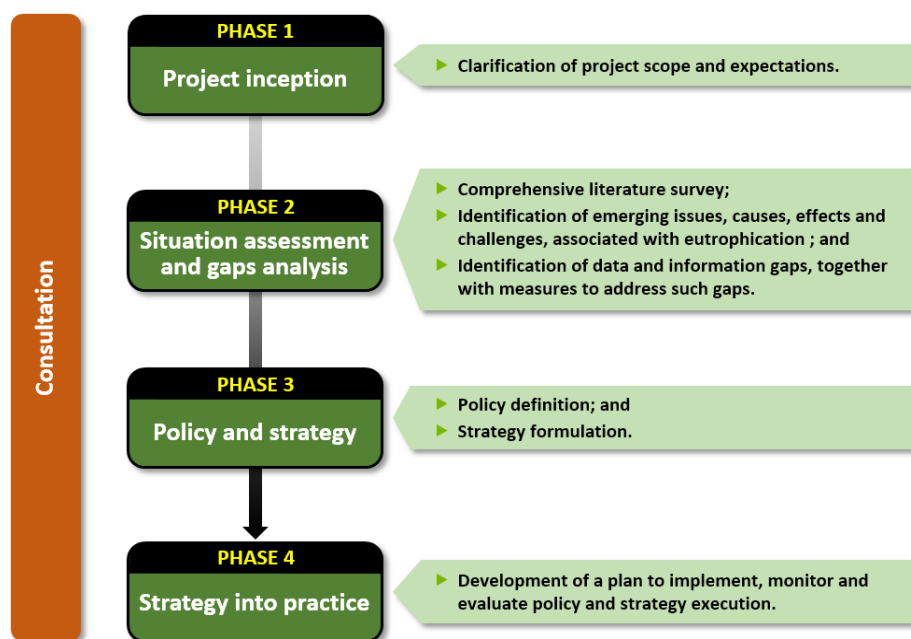 Consultation
PHASE 1
Project inception
Clarification of project scope and expectations.
PHASE 2
Situation assessment
and gaps analysis
Comprehensive literature survey;
Identification of emerging issues, causes, effects and
challenges, associated with eutrophication ; and
Identification of data and information gaps, together
with measures to address such gaps.
PHASE 3
Policy and strategy
Policy definition; and
Strategy formulation.
PHASE 4
Strategy into practice
Development of a plan to implement, monitor and
evaluate policy and strategy execution.